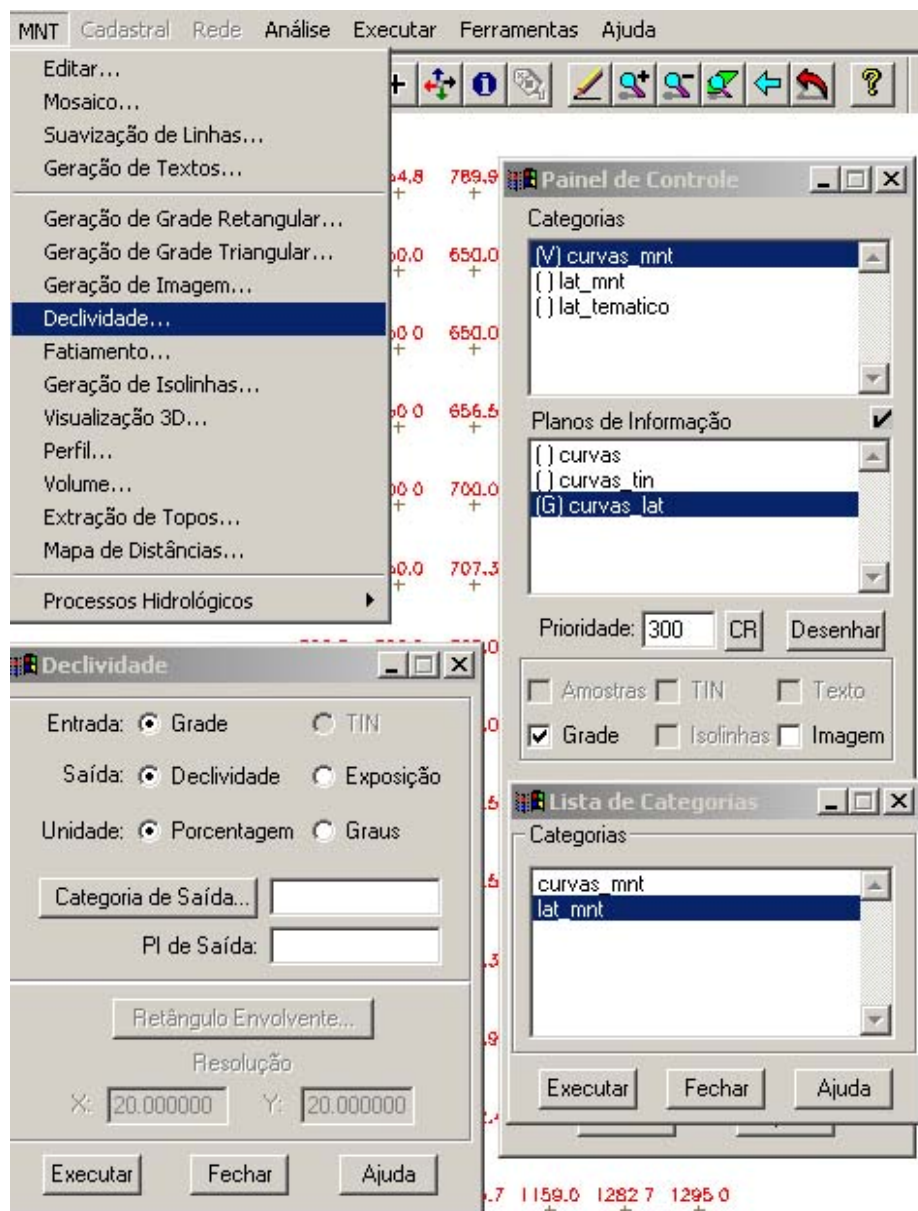 MNT Cadastral Rede Análise Executar Ferramentas Ajuda
Editar...
Mosaico...
Suavização de Linhas...
Geração de Textos...
Geração de Grade Retangular...
Geração de Grade Triangular...
Geração de Imagem...
Declividade...
Fatiamento...
Geração de Isolinhas...
Visualização 3D...
Perfil...
Volume...
Extração de Topos...
Mapa de Distâncias...
Processos Hidrológicos
789.9
650.0
650.0
656.5
700.0
707.3
Painel de Controle
Categorias
(V) curvas_mnt
( ) lat_mnt
( ) lat_tematico
Planos de Informação
( ) curvas
( ) curvas_tin
(G) curvas_lat
Prioridade: 300 CR Desenhar
Amostras TIN Texto
Grade Isolinhas Imagem
Declividade
Entrada: Grade TIN
Saída: Declividade Exposição
Unidade: Porcentagem Graus
Categoria de Saída...
PI de Saída:
Retângulo Envolvente...
Resolução
X: 20.000000 Y: 20.000000
Executar Fechar Ajuda
Lista de Categorias
Categorias
curvas_mnt
lat_mnt
Executar Fechar Ajuda
1159.0 1282.7 1295.0